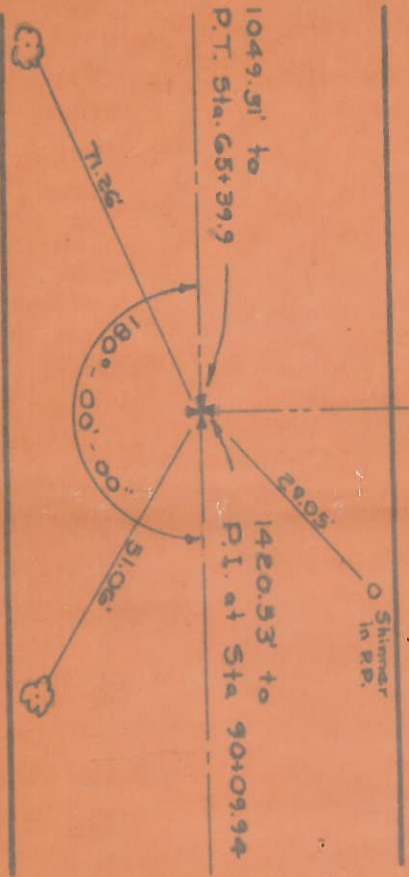 1049.51' to
P.T. Sta. 65+39.9
1420.53' to
P.I. at Sta 90+09.94
Shinner
in P.P.
29.05'
71.26'
180°-00'-00"
51.06'